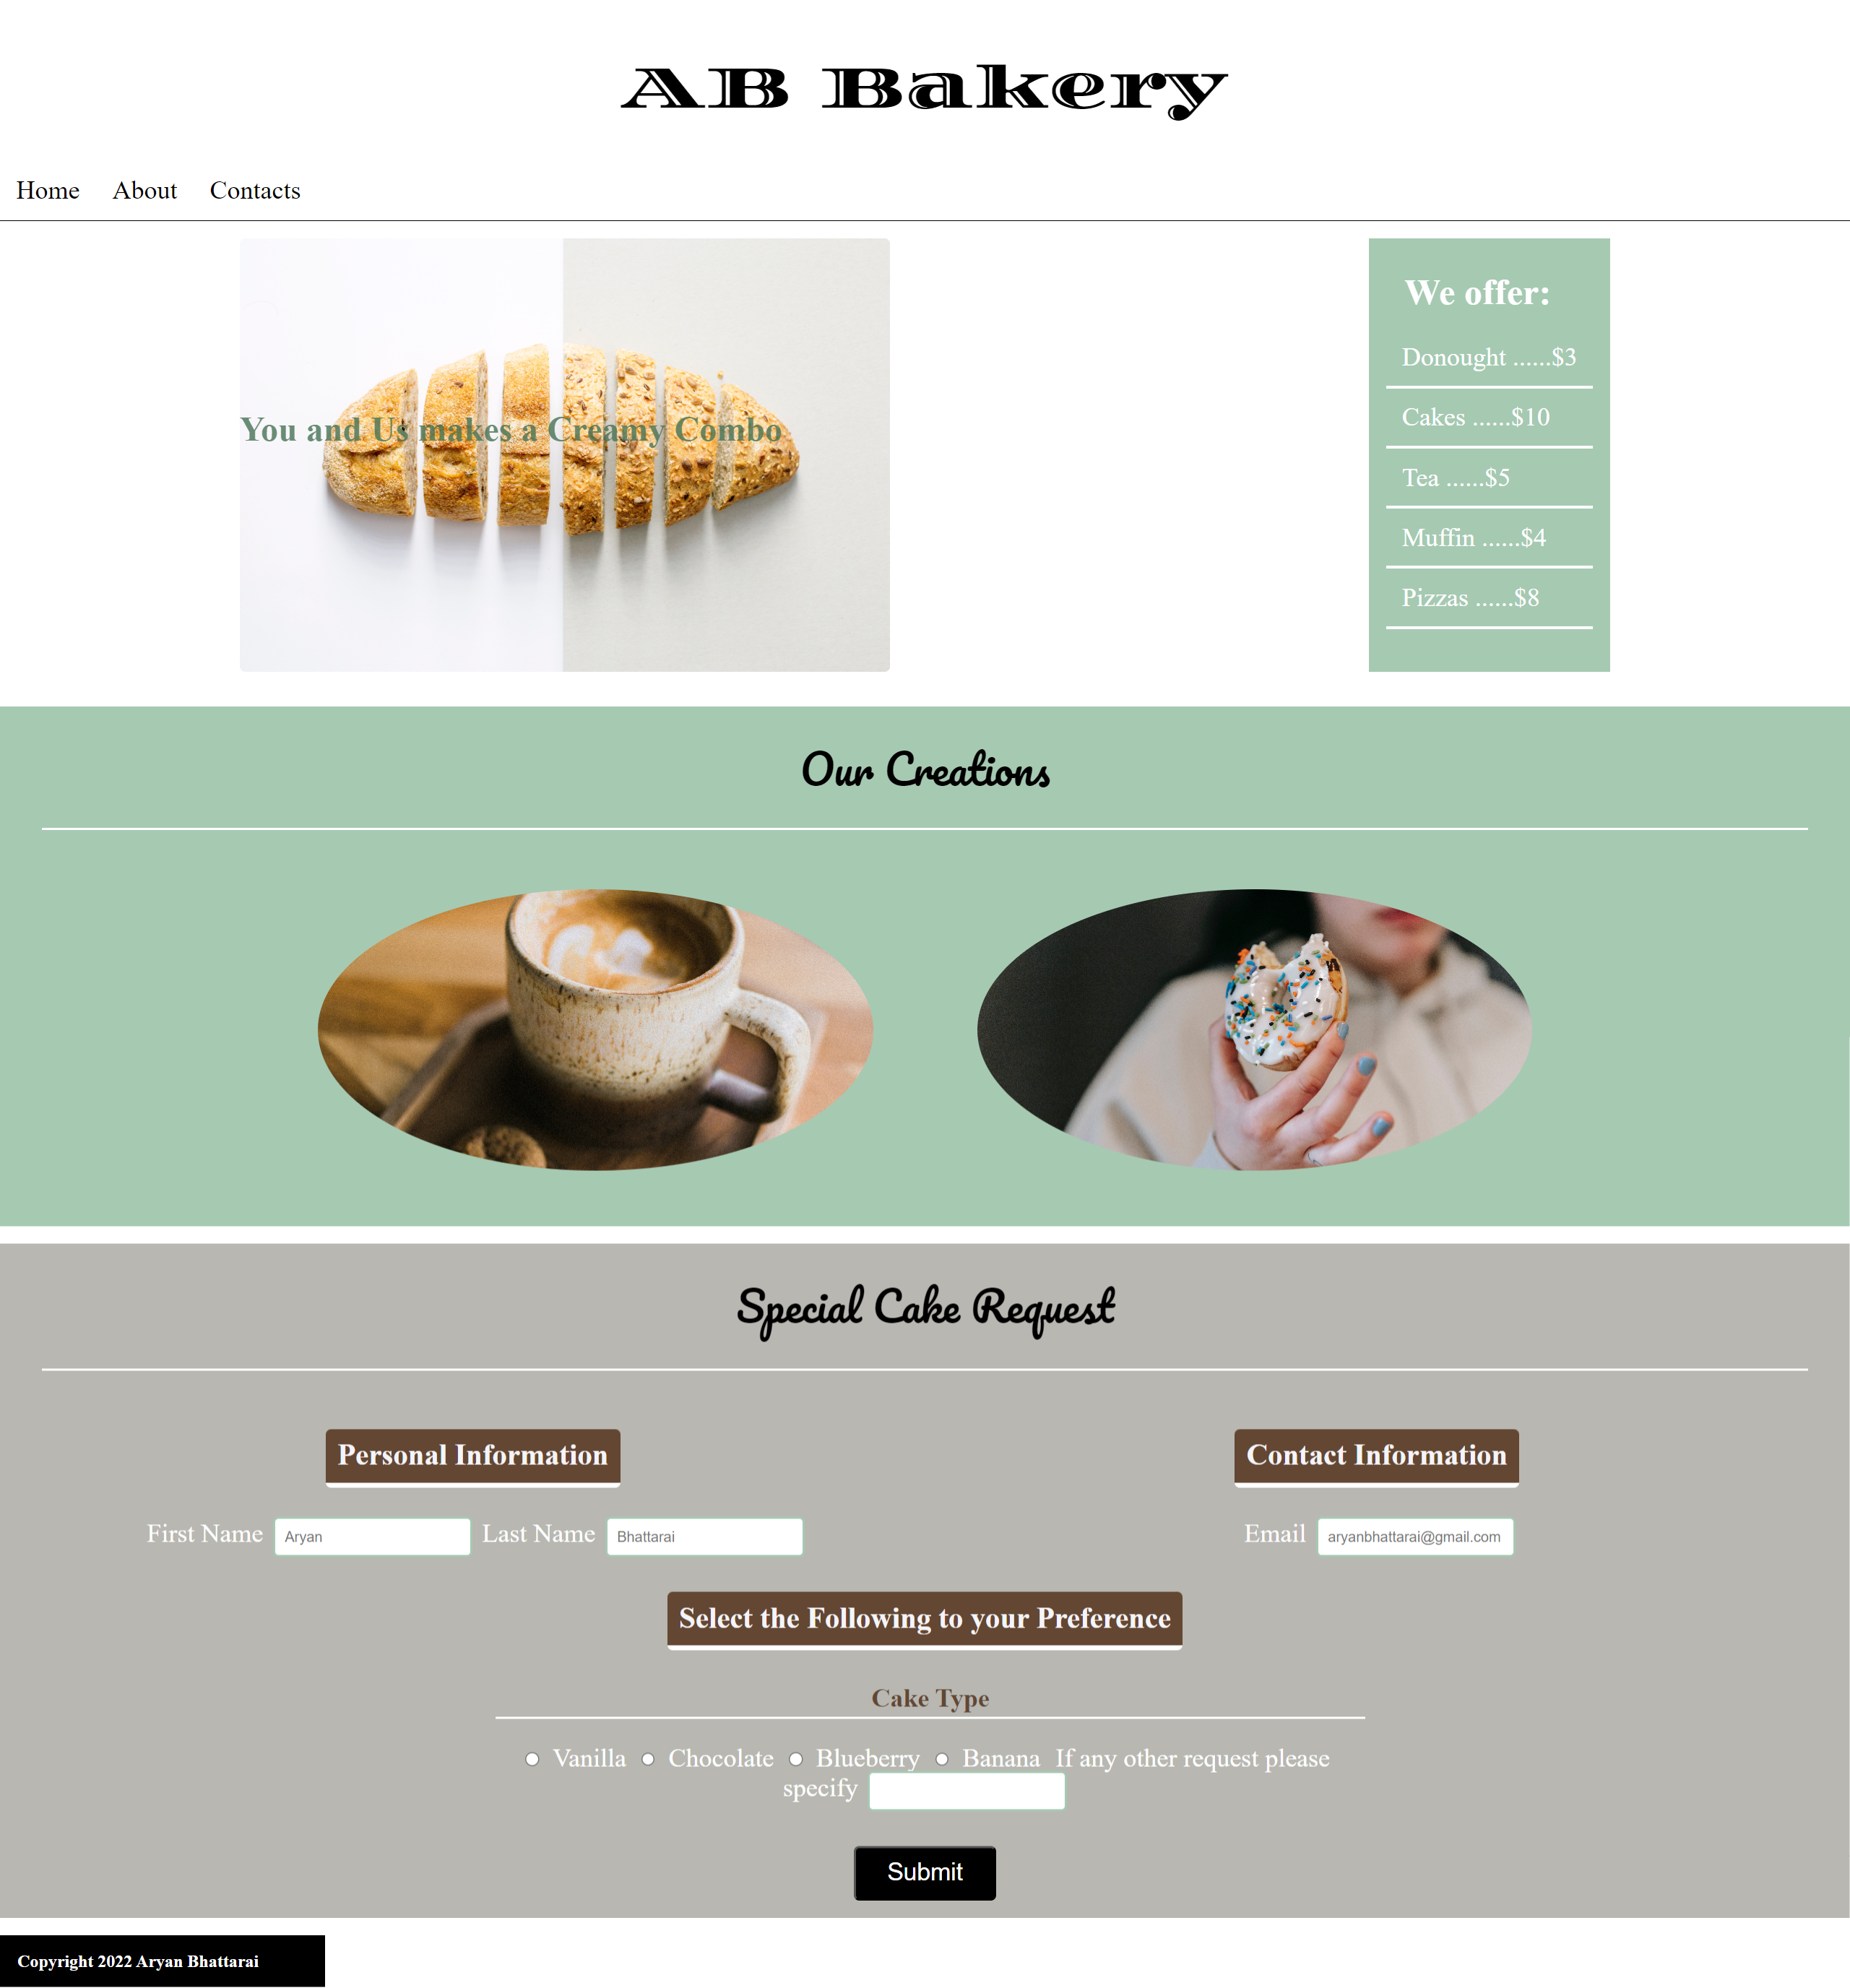 AB Bakery
Home About Contacts
You and Us makes a Creamy Combo
We offer:
Donought ......$3
Cakes ......$10
Tea ......$5
Muffin ......$4
Pizzas ......$8
Our Creations
Special Cake Request
Personal Information
First Name Aryan Last Name Bhattarai
Contact Information
Email aryanbhattarai@gmail.com
Select the Following to your Preference
Cake Type
Vanilla Chocolate Blueberry Banana If any other request please
specify
Submit
Copyright 2022 Aryan Bhattarai